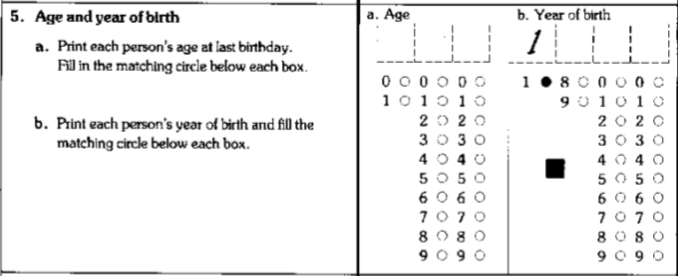 5. Age and year of birth
a. Print each person's age at last birthday.
Fill in the matching circle below each box.
b. Print each person's year of birth and fill the
matching circle below each box.
a. Age
0 0 0
1 1 1
2 2
3 3
4 4
5 5
6 6
7 7
8 8
9 9
b. Year of birth
1
1 8 0 0
9 1 1
2 2
3 3
4 4
5 5
6 6
7 7
8 8
9 9